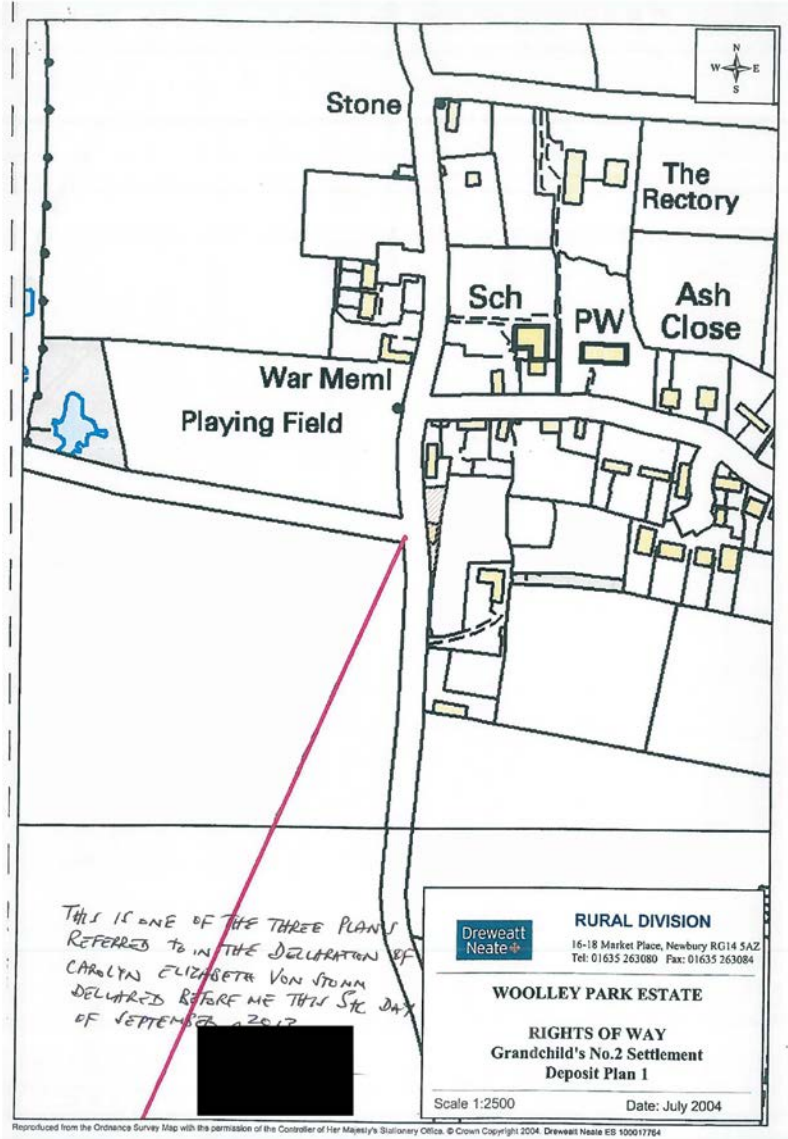 N
W E
S
Stone
The
Rectory
Sch
PW
Ash
Close
War Meml
Playing Field
THIS IS ONE OF THE THREE PLANS
REFERRED TO IN THE DECLARATION OF
CAROLYN ELIZABETH VON STUMM
DECLARED BEFORE ME THIS 5th DAY
OF SEPTEMBER
Dreweatt
Neate
RURAL DIVISION
16-18 Market Place, Newbury RG14 5AZ
Tel: 01635 263080 Fax: 01635 263084
WOOLLEY PARK ESTATE
RIGHTS OF WAY
Grandchild's No.2 Settlement
Deposit Plan 1
Scale 1:2500 Date: July 2004
Reproduced from the Ordnance Survey Map with the permission of the Controller of Her Majesty's Stationery Office. © Crown Copyright 2004. Dreweatt Neate ES 100017764